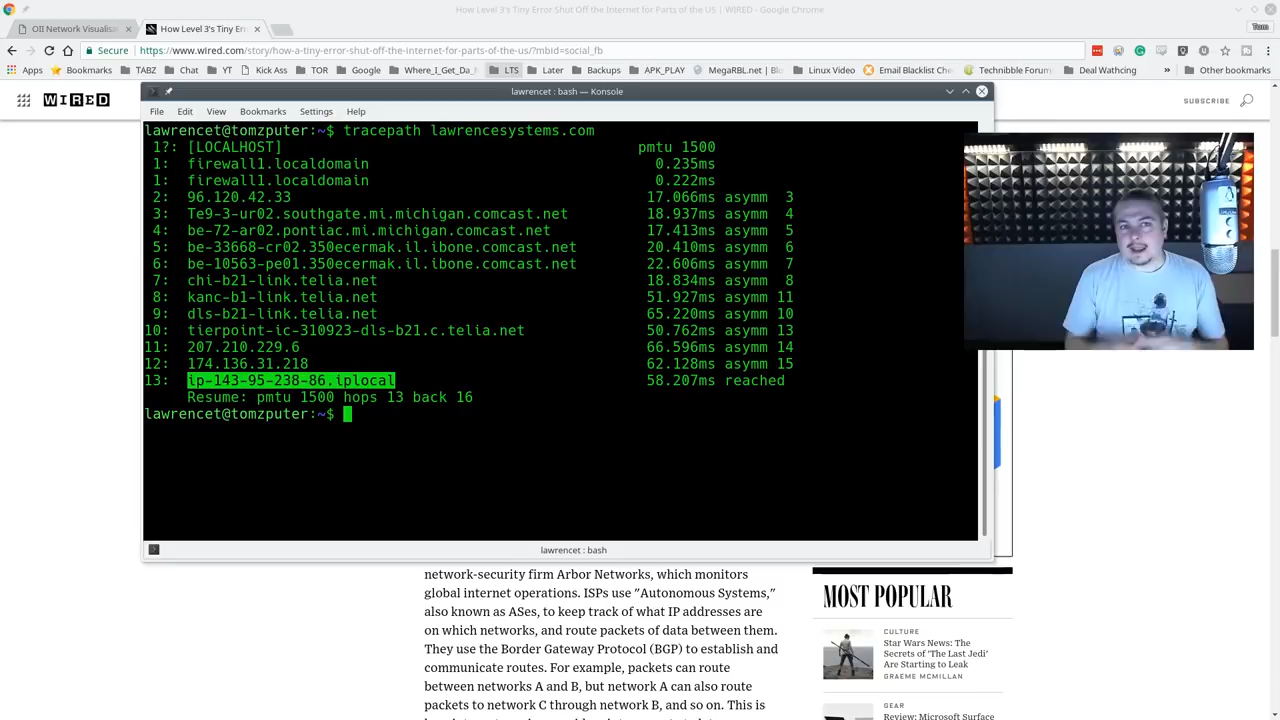 How Level 3's Tiny Error Shut Off the Internet for Parts of the US | WIRED - Google Chrome
OII Network Visualisa
How Level 3's Tiny Err
Tom
Secure
https://www.wired.com/story/how-a-tiny-error-shut-off-the-internet-for-parts-of-the-us/?mbid=social_fb
Apps Bookmarks TABZ Chat YT Kick Ass TOR Google Where_I_Get_Da_ LTS Later Backups APK_PLAY MegaRBL.net | Blo Linux Video Email Blacklist Chec Technibble Forum Deal Wathcing » Other bookmarks
WIRED
SUBSCRIBE
lawrencet : bash — Konsole
File Edit View Bookmarks Settings Help
lawrencet@tomzputer:~$ tracepath lawrencesystems.com
1?: [LOCALHOST] pmtu 1500
1: firewall1.localdomain 0.235ms
1: firewall1.localdomain 0.222ms
2: 96.120.42.33 17.066ms asymm 3
3: Te9-3-ur02.southgate.mi.michigan.comcast.net 18.937ms asymm 4
4: be-72-ar02.pontiac.mi.michigan.comcast.net 17.413ms asymm 5
5: be-33668-cr02.350ecermak.il.ibone.comcast.net 20.410ms asymm 6
6: be-10563-pe01.350ecermak.il.ibone.comcast.net 22.606ms asymm 7
7: chi-b21-link.telia.net 18.834ms asymm 8
8: kanc-b1-link.telia.net 51.927ms asymm 11
9: dls-b21-link.telia.net 65.220ms asymm 10
10: tierpoint-ic-310923-dls-b21.c.telia.net 50.762ms asymm 13
11: 207.210.229.6 66.596ms asymm 14
12: 174.136.31.218 62.128ms asymm 15
13: ip-143-95-238-86.iplocal 58.207ms reached
Resume: pmtu 1500 hops 13 back 16
lawrencet@tomzputer:~$
lawrencet : bash
network-security firm Arbor Networks, which monitors
global internet operations. ISPs use "Autonomous Systems,"
also known as ASes, to keep track of what IP addresses are
on which networks, and route packets of data between them.
They use the Border Gateway Protocol (BGP) to establish and
communicate routes. For example, packets can route
between networks A and B, but network A can also route
packets to network C through network B, and so on. This is
MOST POPULAR
CULTURE
Star Wars News: The
Secrets of 'The Last Jedi'
Are Starting to Leak
GRAEME MCMILLAN
GEAR
Review: Microsoft Surface